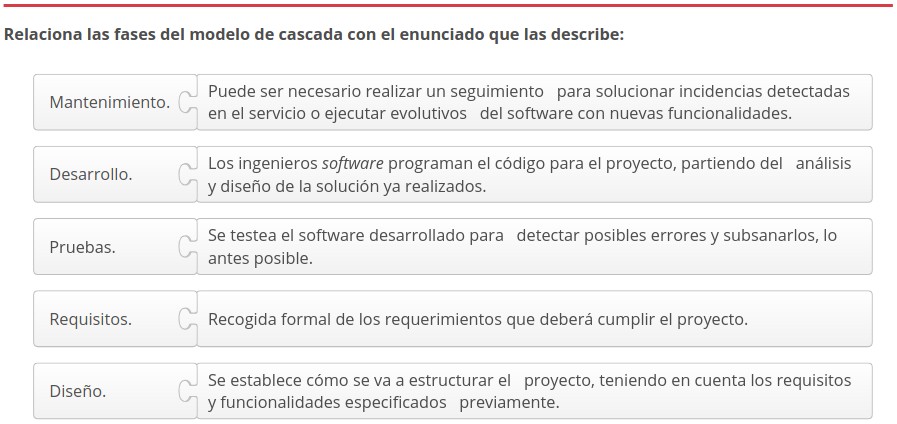 Relaciona las fases del modelo de cascada con el enunciado que las describe:
Mantenimiento.
Puede ser necesario realizar un seguimiento para solucionar incidencias detectadas
en el servicio o ejecutar evolutivos del software con nuevas funcionalidades.
Desarrollo.
Los ingenieros software programan el código para el proyecto, partiendo del análisis
y diseño de la solución ya realizados.
Pruebas.
Se testea el software desarrollado para detectar posibles errores y subsanarlos, lo
antes posible.
Requisitos.
Recogida formal de los requerimientos que deberá cumplir el proyecto.
Diseño.
Se establece cómo se va a estructurar el proyecto, teniendo en cuenta los requisitos
y funcionalidades especificados previamente.